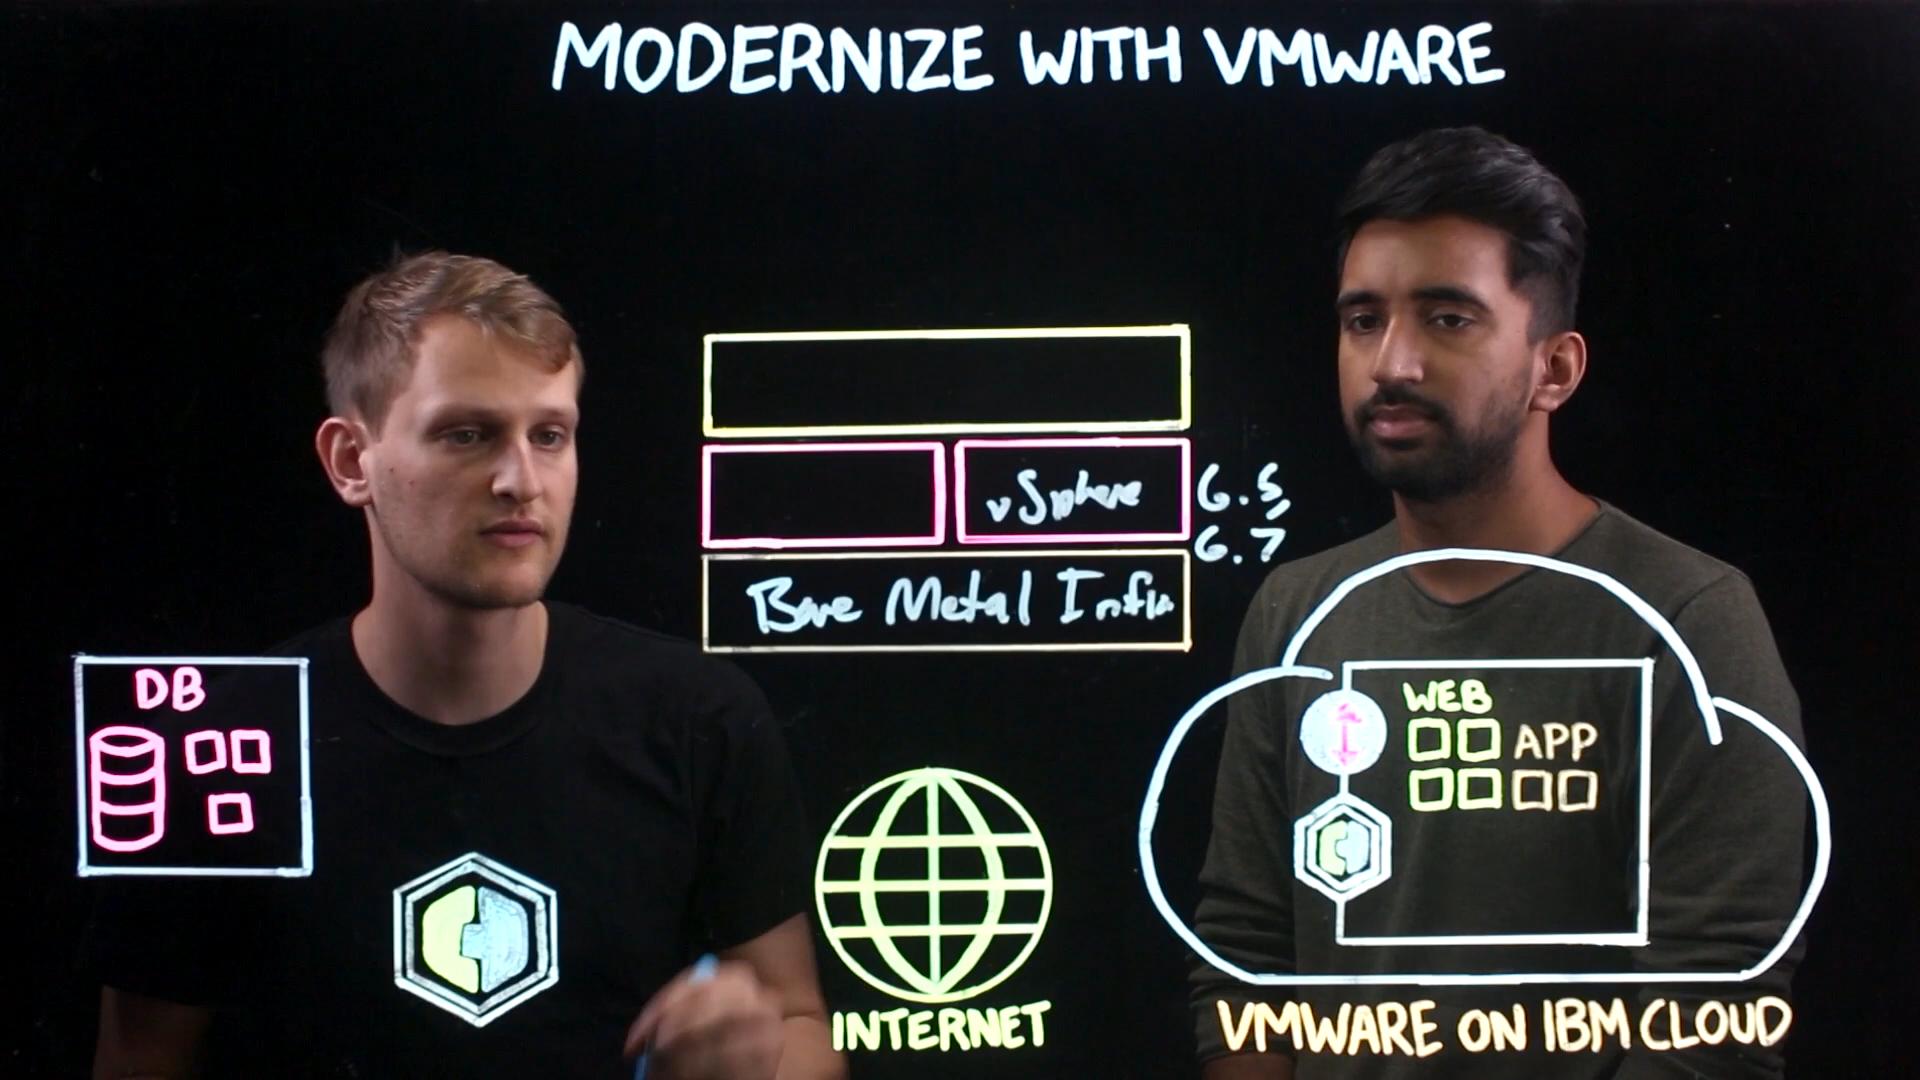 MODERNIZE WITH VMWARE
vSphere
6.5,
6.7
Bare Metal Infra
DB
WEB
APP
INTERNET
VMWARE ON IBM CLOUD